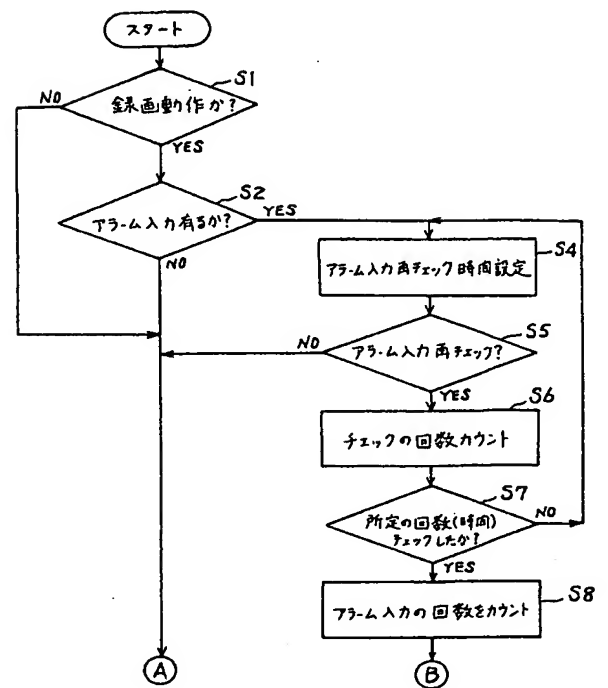 スタート
S1
録画動作か?
NO
YES
S2
アラーム入力有るか?
YES
NO
S4
アラーム入力再チェック時間設定
S5
アラーム入力再チェック?
NO
YES
S6
チェックの回数カウント
S7
所定の回数(時間)
チェックしたか?
NO
YES
S8
アラーム入力の回数をカウント
A
B